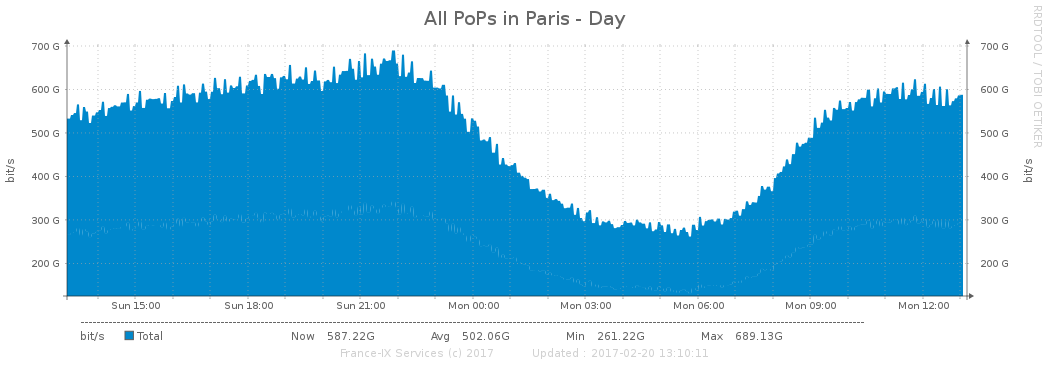 All PoPs in Paris - Day
RRDTOOL / TOBI OETIKER
700 G 700 G
600 G 600 G
500 G 500 G
400 G 400 G
300 G 300 G
200 G 200 G
bit/s bit/s
Sun 15:00 Sun 18:00 Sun 21:00 Mon 00:00 Mon 03:00 Mon 06:00 Mon 09:00 Mon 12:00
bit/s Total Now 587.22G Avg 502.06G Min 261.22G Max 689.13G
France-IX Services (c) 2017 Updated : 2017-02-20 13:10:11